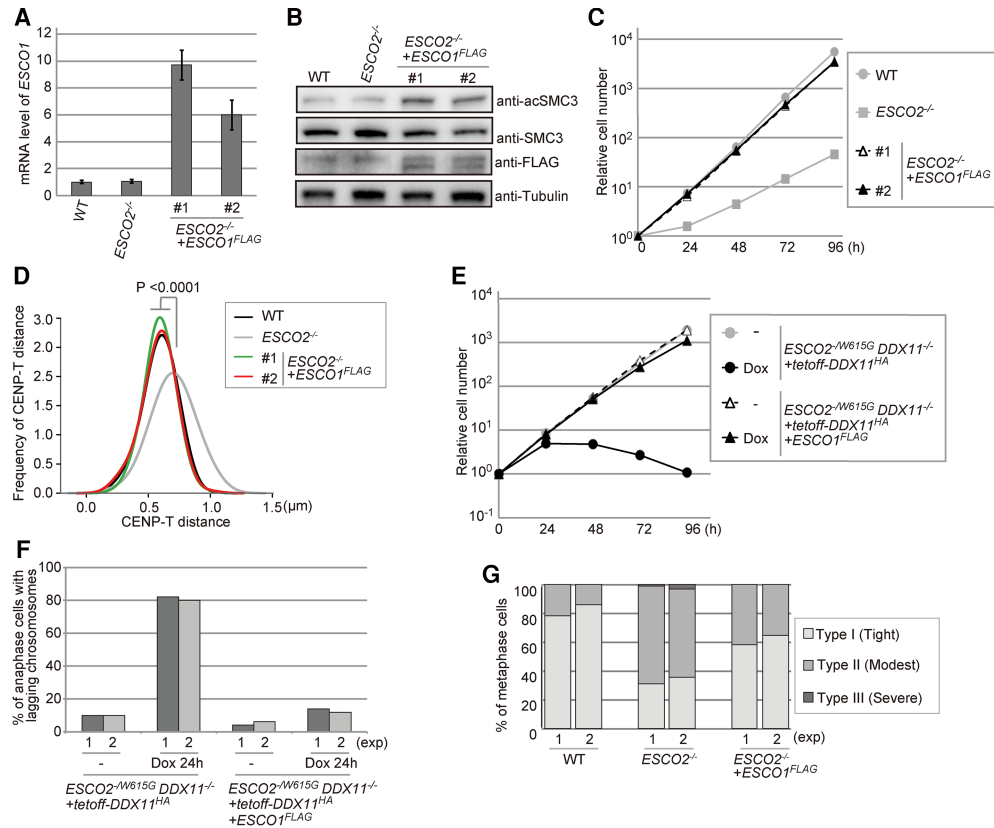 A
mRNA level of ESCO1
12
10
8
6
4
2
0
WT
ESCO2-/-
#1 #2
ESCO2-/-
+ESCO1FLAG
B
WT
ESCO2-/-
ESCO2-/-
+ESCO1FLAG
#1 #2
anti-acSMC3
anti-SMC3
anti-FLAG
anti-Tubulin
C
Relative cell number
10^4
10^3
10^2
10^1
10^0
0 24 48 72 96 (h)
WT
ESCO2-/-
#1
#2
ESCO2-/-
+ESCO1FLAG
D
P <0.0001
Frequency of CENP-T distance
3.0
2.0
2.5
1.5
1.0
0.5
0.0
0.0 0.5 1.0 1.5(μm)
CENP-T distance
WT
ESCO2-/-
#1
#2
ESCO2-/-
+ESCO1FLAG
E
Relative cell number
10^4
10^3
10^2
10^1
10^0
10^-1
0 24 48 72 96 (h)
-
Dox
ESCO2-/W615G DDX11-/-
+tetoff-DDX11HA
-
Dox
ESCO2-/W615G DDX11-/-
+tetoff-DDX11HA
+ESCO1FLAG
F
% of anaphase cells with
lagging chromosomes
100
80
60
40
20
0
1 2 1 2 1 2 1 2 (exp)
- Dox 24h - Dox 24h
ESCO2-/W615G DDX11-/-
+tetoff-DDX11HA
ESCO2-/W615G DDX11-/-
+tetoff-DDX11HA
+ESCO1FLAG
G
% of metaphase cells
100
80
60
40
20
0
1 2 1 2 1 2 (exp)
WT ESCO2-/- ESCO2-/-
+ESCO1FLAG
Type I (Tight)
Type II (Modest)
Type III (Severe)